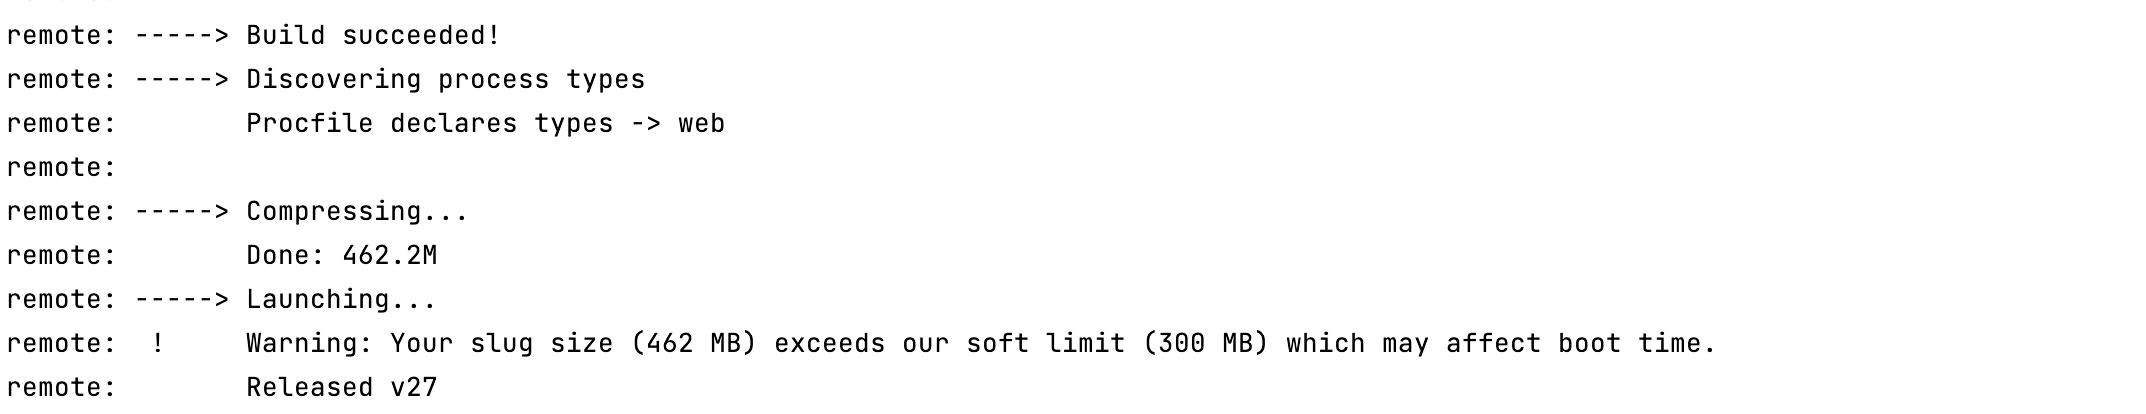 remote: -----> Build succeeded!
remote: -----> Discovering process types
remote:        Procfile declares types -> web
remote:
remote: -----> Compressing...
remote:        Done: 462.2M
remote: -----> Launching...
remote:  !     Warning: Your slug size (462 MB) exceeds our soft limit (300 MB) which may affect boot time.
remote:        Released v27